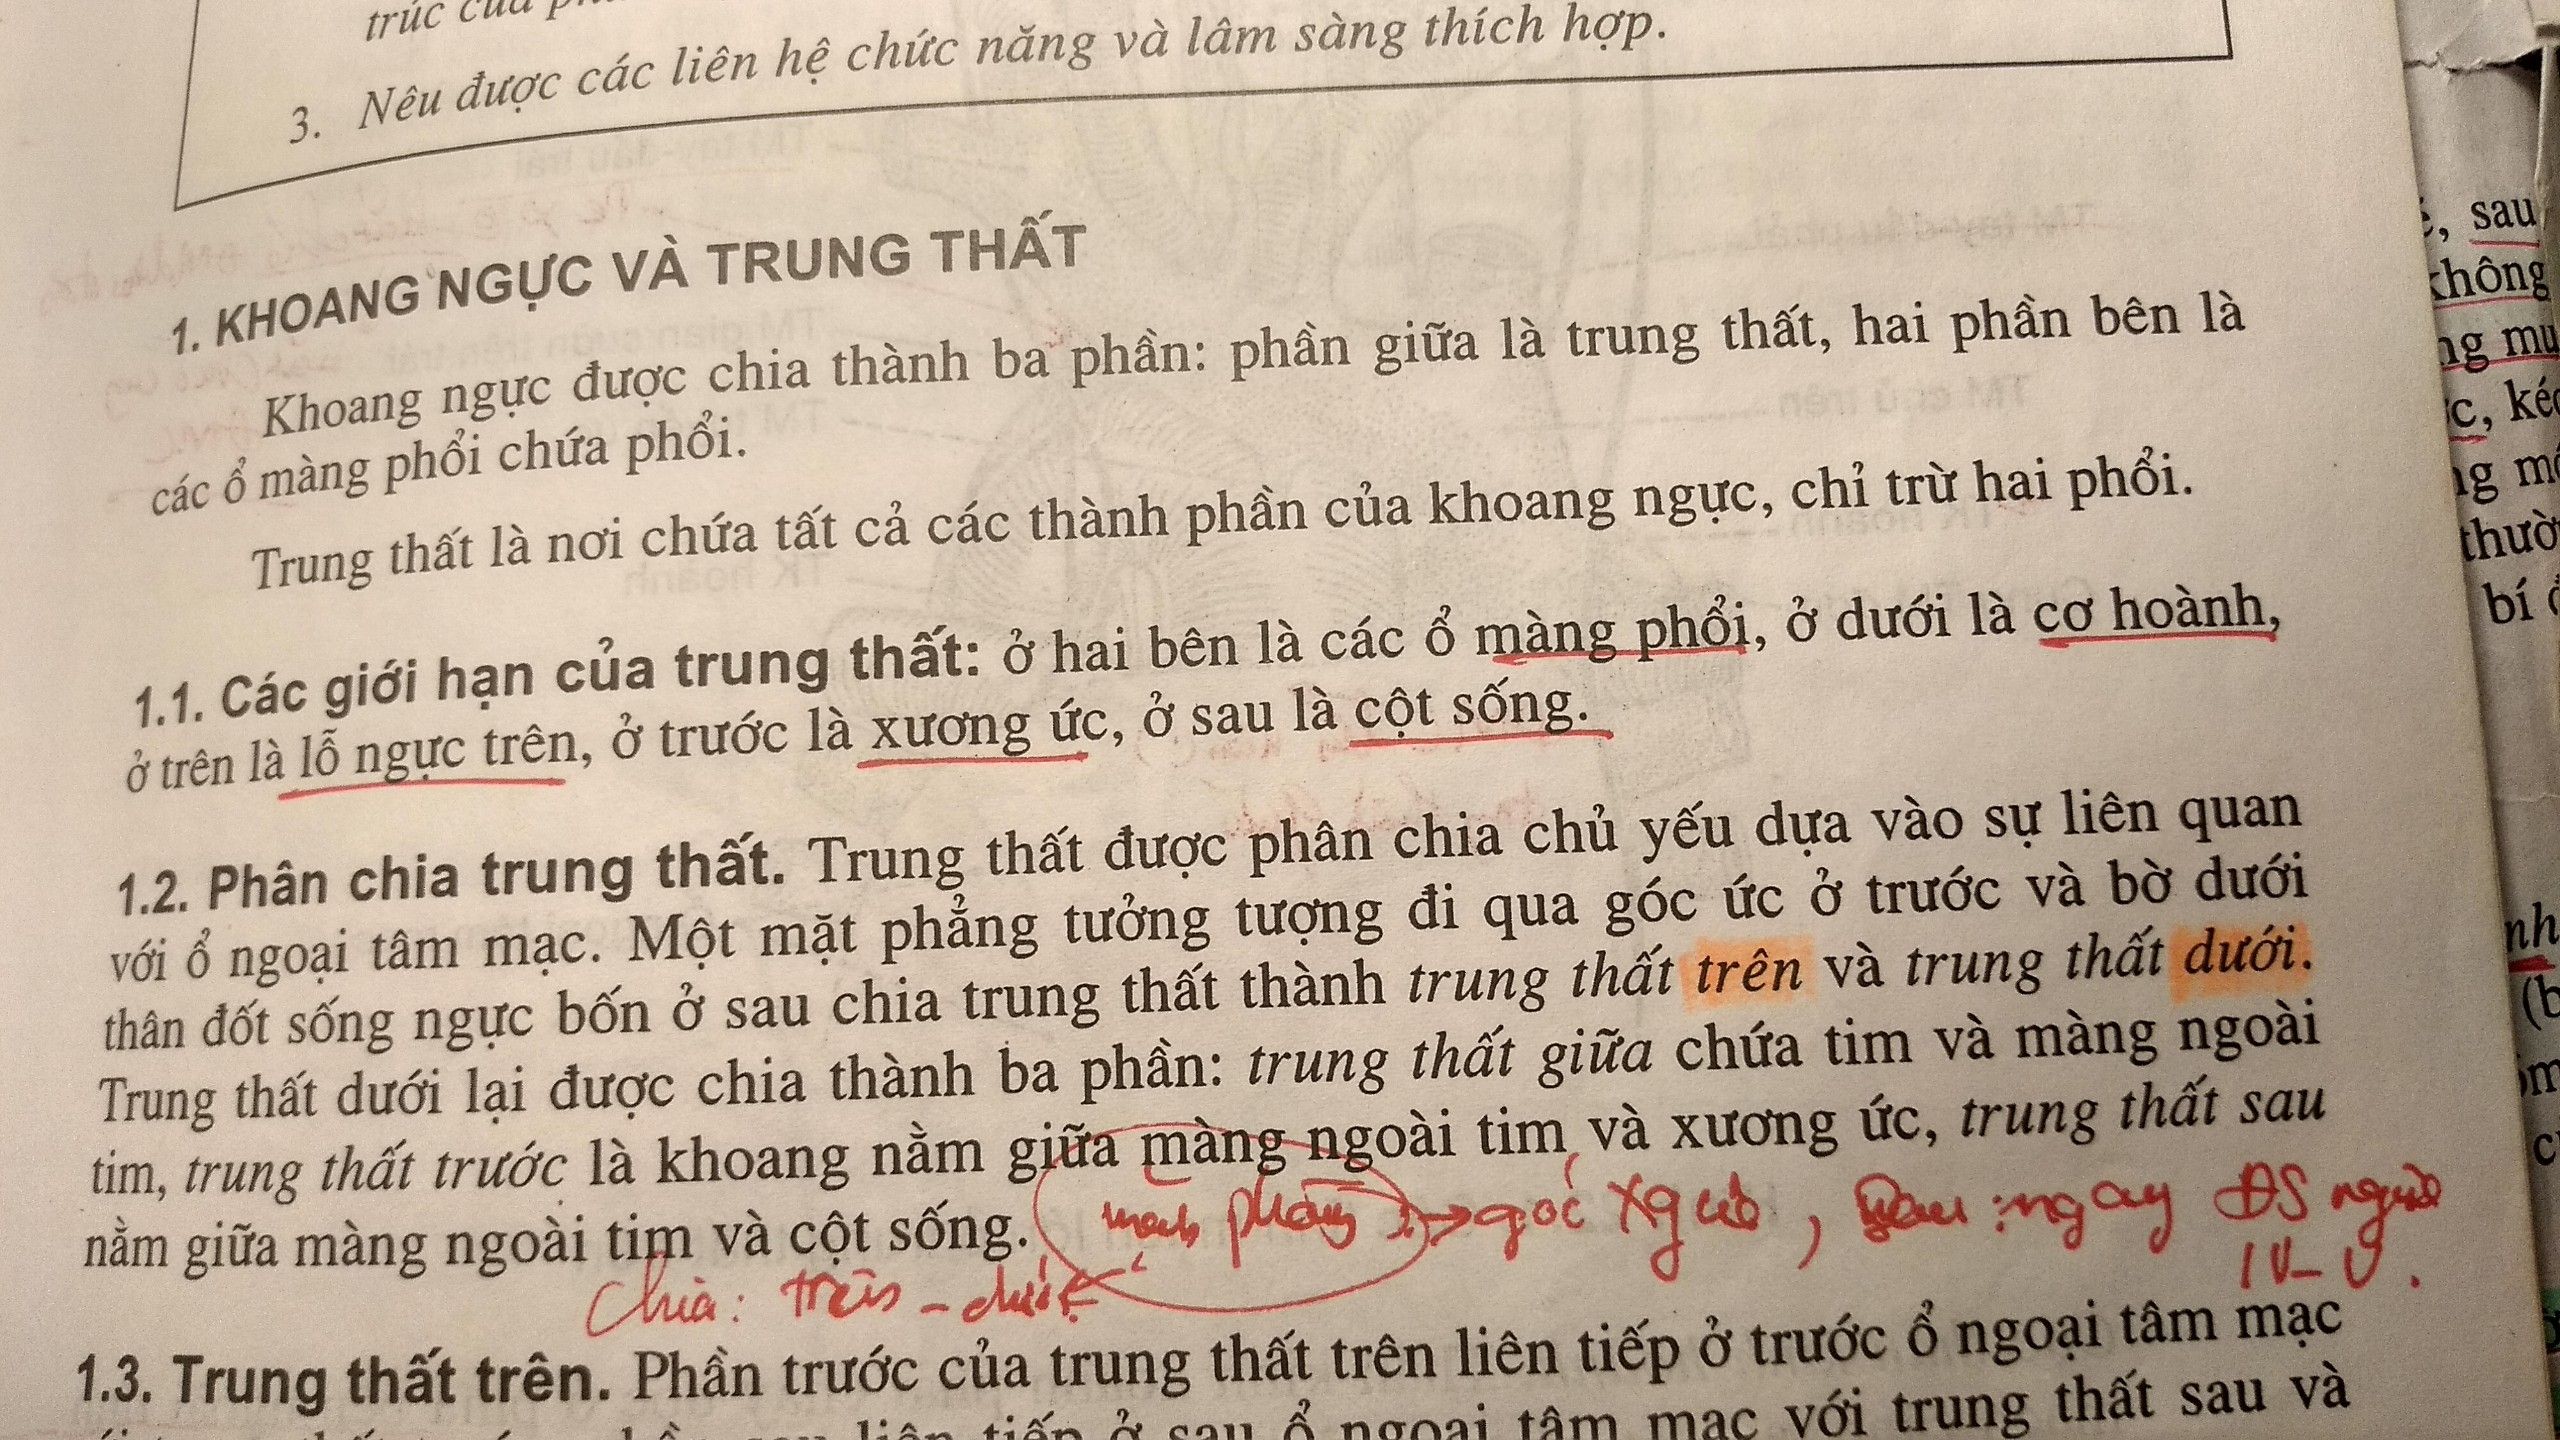 trúc của
3. Nêu được các liên hệ chức năng và lâm sàng thích hợp.
1. KHOANG NGỰC VÀ TRUNG THẤT
Khoang ngực được chia thành ba phần: phần giữa là trung thất, hai phần bên là
các ổ màng phổi chứa phổi.
Trung thất là nơi chứa tất cả các thành phần của khoang ngực, chỉ trừ hai phổi.
1.1. Các giới hạn của trung thất: ở hai bên là các ổ màng phổi, ở dưới là cơ hoành,
ở trên là lỗ ngực trên, ở trước là xương ức, ở sau là cột sống.
1.2. Phân chia trung thất. Trung thất được phân chia chủ yếu dựa vào sự liên quan
với ổ ngoại tâm mạc. Một mặt phẳng tưởng tượng đi qua góc ức ở trước và bờ dưới
thân đốt sống ngực bốn ở sau chia trung thất thành trung thất trên và trung thất dưới.
Trung thất dưới lại được chia thành ba phần: trung thất giữa chứa tim và màng ngoài
tim, trung thất trước là khoang nằm giữa màng ngoài tim và xương ức, trung thất sau
nằm giữa màng ngoài tim và cột sống.
góc xg ức, sau: ngay ĐS ngực
IV-V.
Chia: trên - dưới
1.3. Trung thất trên. Phần trước của trung thất trên liên tiếp ở trước ổ ngoại tâm mạc
liên tiếp ở sau ổ ngoại tâm mạc với trung thất sau và
sau
không
kéo
bí